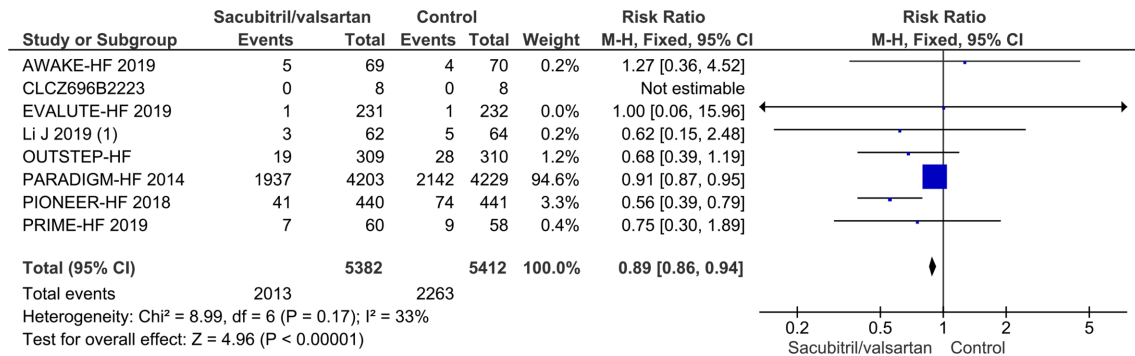 Sacubitril/valsartan Control Risk Ratio Risk Ratio
Study or Subgroup Events Total Events Total Weight M-H, Fixed, 95% CI M-H, Fixed, 95% CI
AWAKE-HF 2019 5 69 4 70 0.2% 1.27 [0.36, 4.52]
CLCZ696B2223 0 8 0 8 Not estimable
EVALUTE-HF 2019 1 231 1 232 0.0% 1.00 [0.06, 15.96]
Li J 2019 (1) 3 62 5 64 0.2% 0.62 [0.15, 2.48]
OUTSTEP-HF 19 309 28 310 1.2% 0.68 [0.39, 1.19]
PARADIGM-HF 2014 1937 4203 2142 4229 94.6% 0.91 [0.87, 0.95]
PIONEER-HF 2018 41 440 74 441 3.3% 0.56 [0.39, 0.79]
PRIME-HF 2019 7 60 9 58 0.4% 0.75 [0.30, 1.89]
Total (95% CI) 5382 5412 100.0% 0.89 [0.86, 0.94]
Total events 2013 2263
Heterogeneity: Chi² = 8.99, df = 6 (P = 0.17); I² = 33%
Test for overall effect: Z = 4.96 (P < 0.00001)
0.2 0.5 1 2 5
Sacubitril/valsartan Control